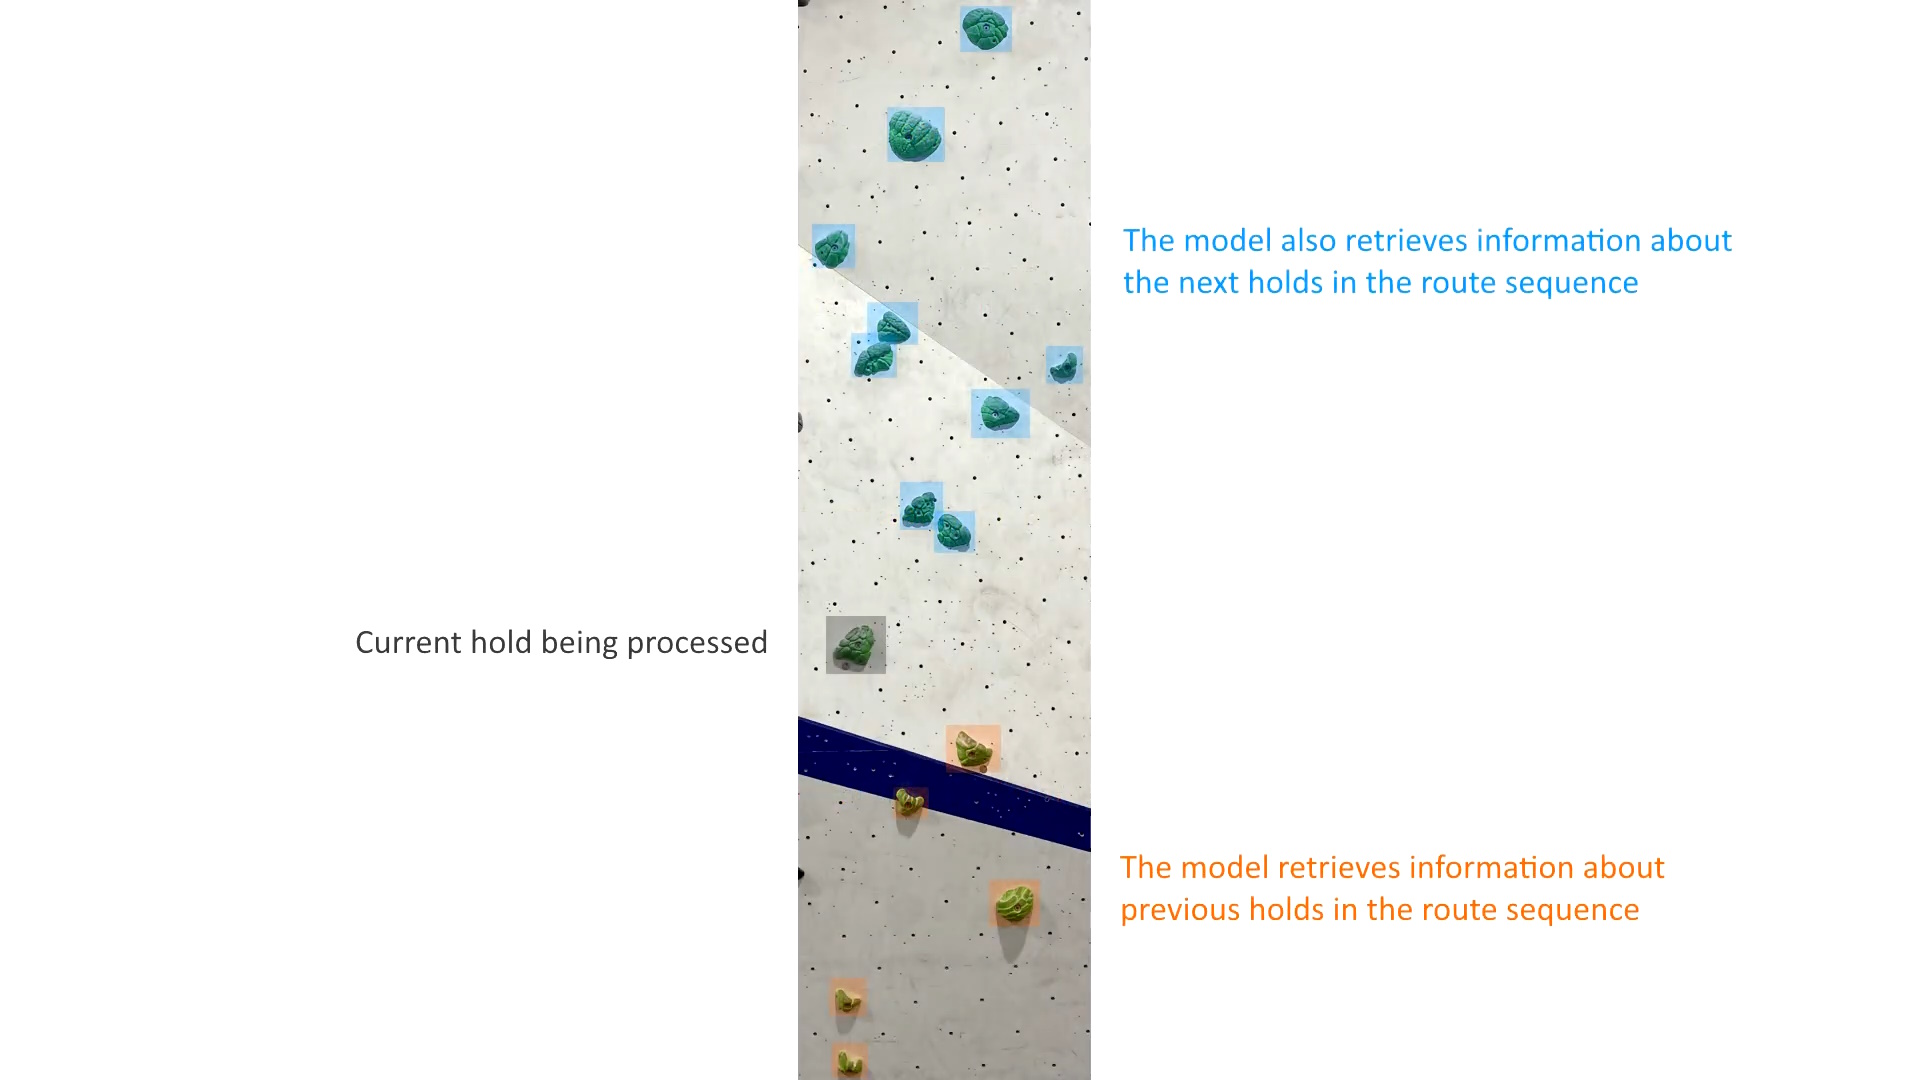 The model also retrieves information about
the next holds in the route sequence
Current hold being processed
The model retrieves information about
previous holds in the route sequence